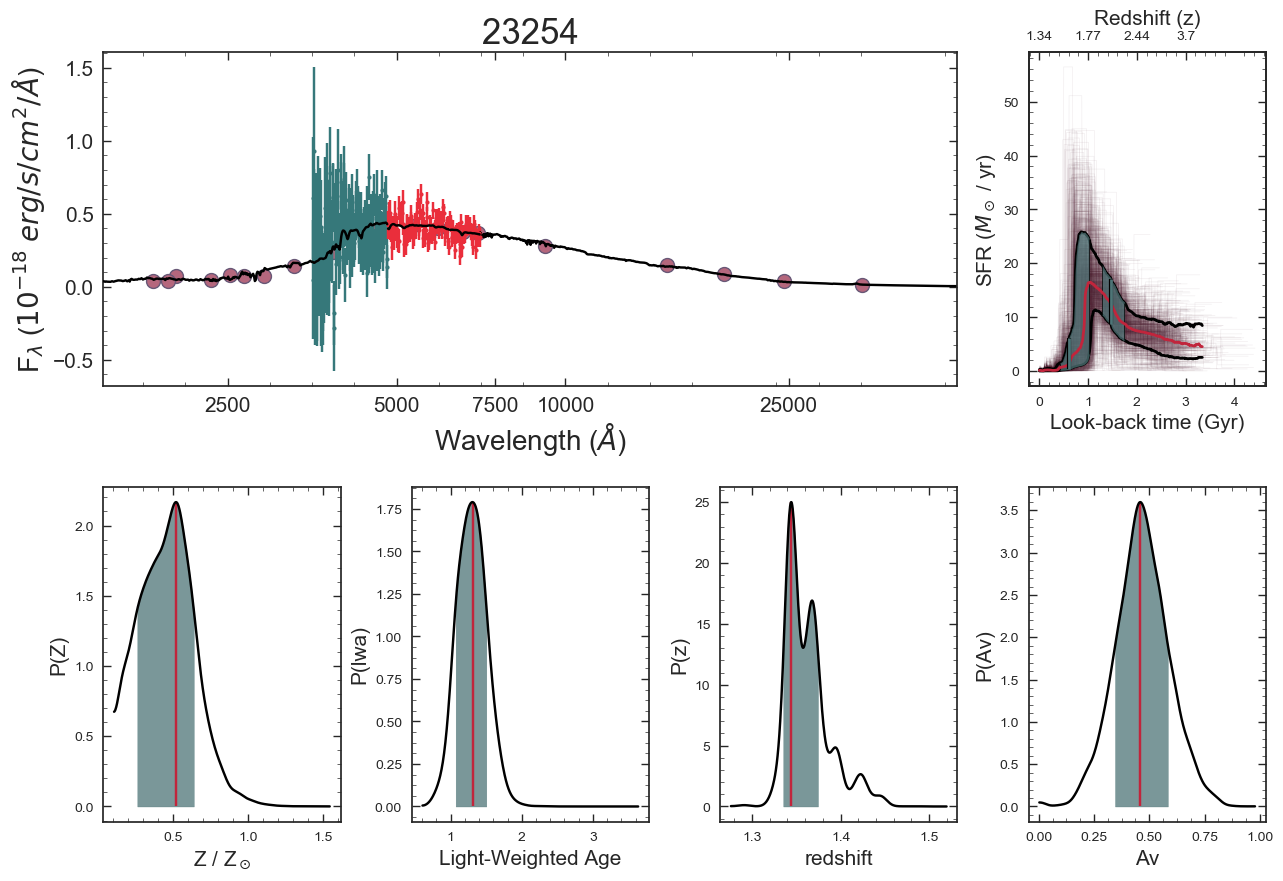 23254
F_λ (10^−18 erg/s/cm^2/Å)
1.5
1.0
0.5
0.0
−0.5
2500 5000 7500 10000 25000
Wavelength (Å)
Redshift (z)
1.34 1.77 2.44 3.7
SFR (M_⊙ / yr)
50
40
30
20
10
0
0 1 2 3 4
Look-back time (Gyr)
P(Z)
2.0
1.5
1.0
0.5
0.0
0.5 1.0 1.5
Z / Z_⊙
P(lwa)
1.75
1.50
1.25
1.00
0.75
0.50
0.25
0.00
1 2 3
Light-Weighted Age
P(z)
25
20
15
10
5
0
1.3 1.4 1.5
redshift
P(Av)
3.5
3.0
2.5
2.0
1.5
1.0
0.5
0.0
0.00 0.25 0.50 0.75 1.00
Av